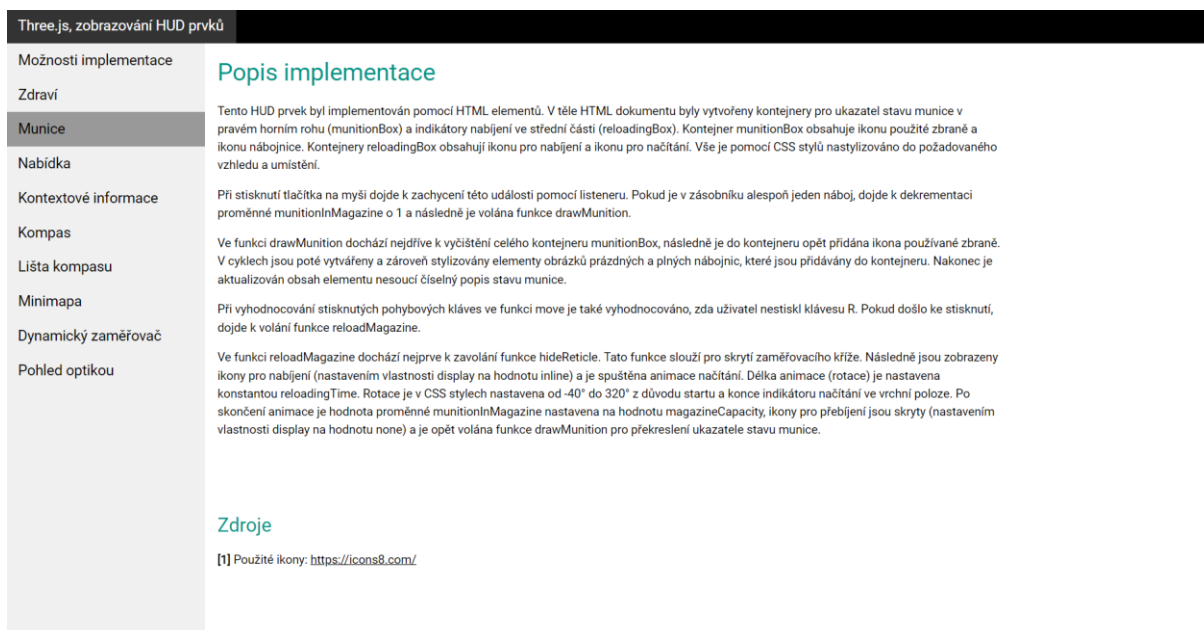 Three.js, zobrazování HUD prvků
Možnosti implementace
Zdraví
Munice
Nabídka
Kontextové informace
Kompas
Lišta kompasu
Minimapa
Dynamický zaměřovač
Pohled optikou
Popis implementace
Tento HUD prvek byl implementován pomocí HTML elementů. V těle HTML dokumentu byly vytvořeny kontejnery pro ukazatel stavu munice v
pravém horním rohu (munitionBox) a indikátory nabíjení ve střední části (reloadingBox). Kontejner munitionBox obsahuje ikonu použité zbraně a
ikonu nábojnice. Kontejnery reloadingBox obsahují ikonu pro nabíjení a ikonu pro načítání. Vše je pomocí CSS stylů nastylizováno do požadovaného
vzhledu a umístění.
Při stisknutí tlačítka na myši dojde k zachycení této události pomocí listeneru. Pokud je v zásobníku alespoň jeden náboj, dojde k dekrementaci
proměnné munitionInMagazine o 1 a následně je volána funkce drawMunition.
Ve funkci drawMunition dochází nejdříve k vyčištění celého kontejneru munitionBox, následně je do kontejneru opět přidána ikona používané zbraně.
V cyklech jsou poté vytvářeny a zároveň stylizovány elementy obrázků prázdných a plných nábojnic, které jsou přidávány do kontejneru. Nakonec je
aktualizován obsah elementu nesoucí číselný popis stavu munice.
Při vyhodnocování stisknutých pohybových kláves ve funkci move je také vyhodnocováno, zda uživatel nestiskl klávesu R. Pokud došlo ke stisknutí,
dojde k volání funkce reloadMagazine.
Ve funkci reloadMagazine dochází nejprve k zavolání funkce hideReticle. Tato funkce slouží pro skrytí zaměřovacího kříže. Následně jsou zobrazeny
ikony pro nabíjení (nastavením vlastnosti display na hodnotu inline) a je spuštěna animace načítání. Délka animace (rotace) je nastavena
konstantou reloadingTime. Rotace je v CSS stylech nastavena od -40° do 320° z důvodu startu a konce indikátoru načítání ve vrchní poloze. Po
skončení animace je hodnota proměnné munitionInMagazine nastavena na hodnotu magazineCapacity, ikony pro přebíjení jsou skryty (nastavením
vlastnosti display na hodnotu none) a je opět volána funkce drawMunition pro překreslení ukazatele stavu munice.
Zdroje
[1] Použité ikony: https://icons8.com/